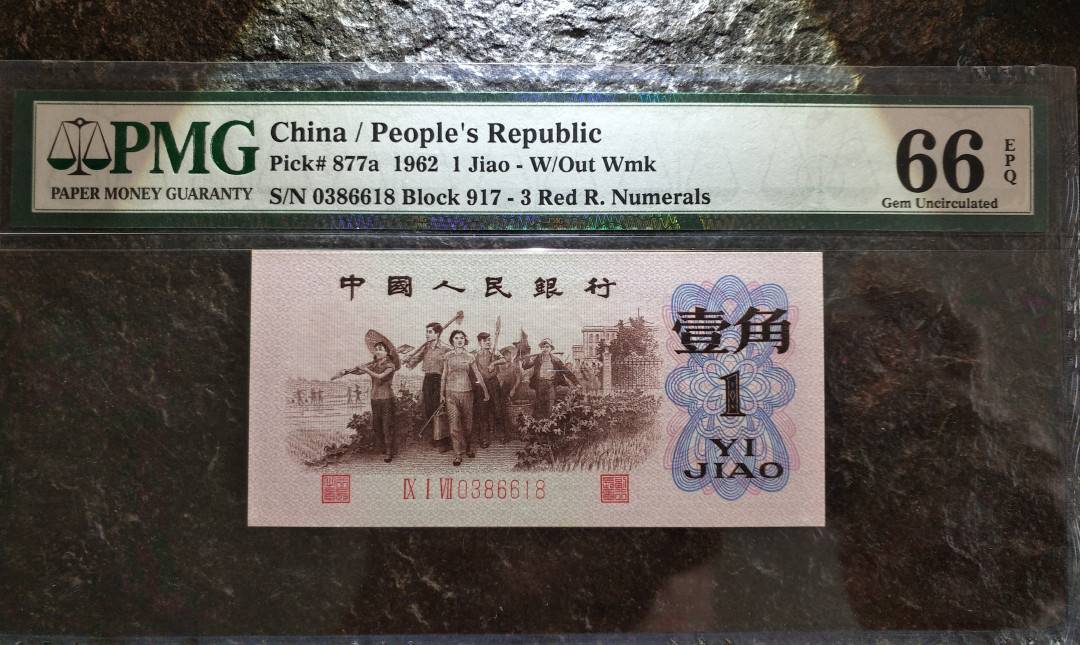 PMG
PAPER MONEY GUARANTY
China / People's Republic
Pick# 877a 1962 1 Jiao - W/Out Wmk
S/N 0386618 Block 917 - 3 Red R. Numerals
66
EPQ
Gem Uncirculated
中國人民銀行
壹角
1
YI
JIAO
IX I VII 0386618